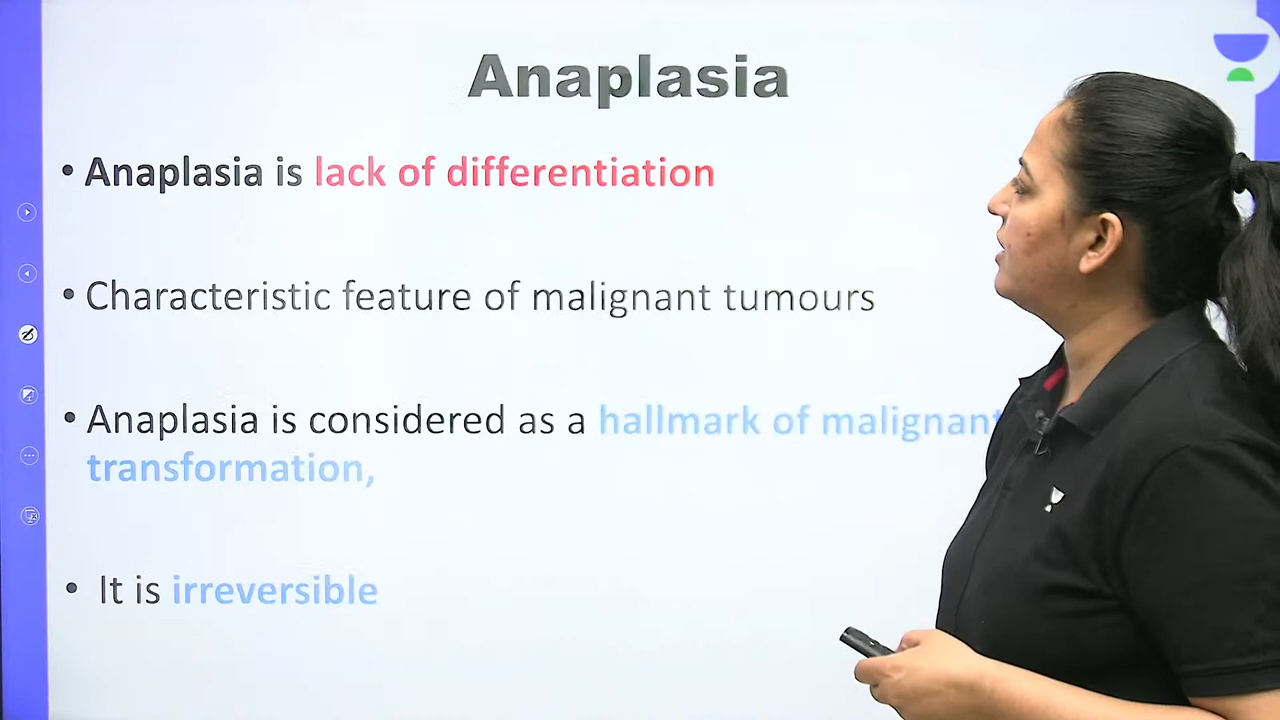 Anaplasia
• Anaplasia is lack of differentiation
• Characteristic feature of malignant tumours
• Anaplasia is considered as a hallmark of malignant
transformation,
• It is irreversible